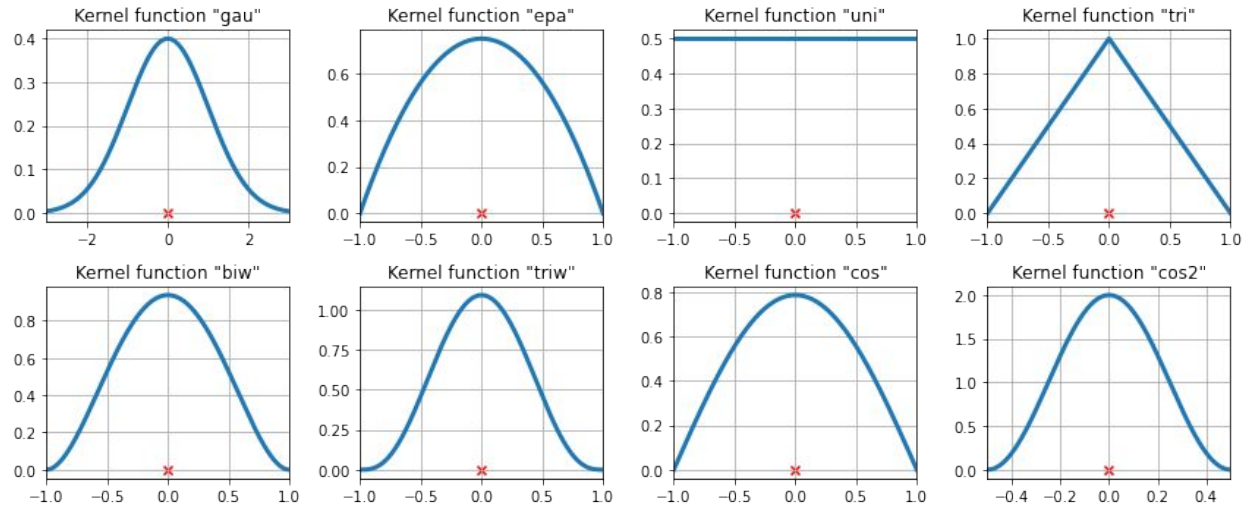 Kernel function "gau"
0.4
0.3
0.2
0.1
0.0
−2 0 2
Kernel function "epa"
0.6
0.4
0.2
0.0
−1.0 −0.5 0.0 0.5 1.0
Kernel function "uni"
0.5
0.4
0.3
0.2
0.1
0.0
−1.0 −0.5 0.0 0.5 1.0
Kernel function "tri"
1.0
0.8
0.6
0.4
0.2
0.0
−1.0 −0.5 0.0 0.5 1.0
Kernel function "biw"
0.8
0.6
0.4
0.2
0.0
−1.0 −0.5 0.0 0.5 1.0
Kernel function "triw"
1.00
0.75
0.50
0.25
0.00
−1.0 −0.5 0.0 0.5 1.0
Kernel function "cos"
0.8
0.6
0.4
0.2
0.0
−1.0 −0.5 0.0 0.5 1.0
Kernel function "cos2"
2.0
1.5
1.0
0.5
0.0
−0.4 −0.2 0.0 0.2 0.4